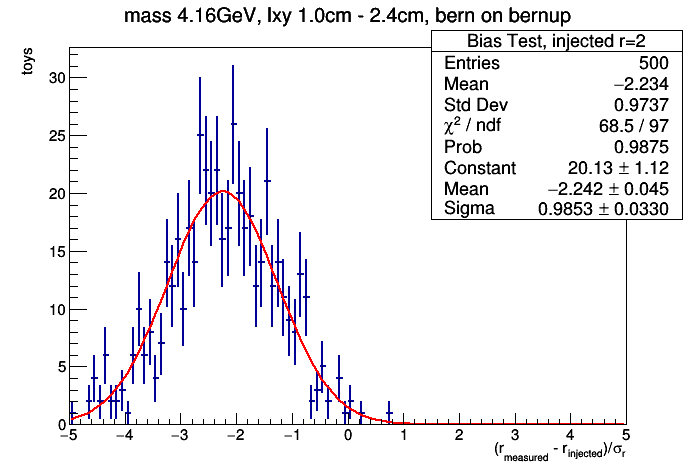 mass 4.16GeV, lxy 1.0cm - 2.4cm, bern on bernup
toys
Bias Test, injected r=2
Entries 500
Mean −2.234
Std Dev 0.9737
χ² / ndf 68.5 / 97
Prob 0.9875
Constant 20.13 ± 1.12
Mean −2.242 ± 0.045
Sigma 0.9853 ± 0.0330
30
25
20
15
10
5
0
−5 −4 −3 −2 −1 0 1 2 3 4 5
(r_measured - r_injected)/σ_r